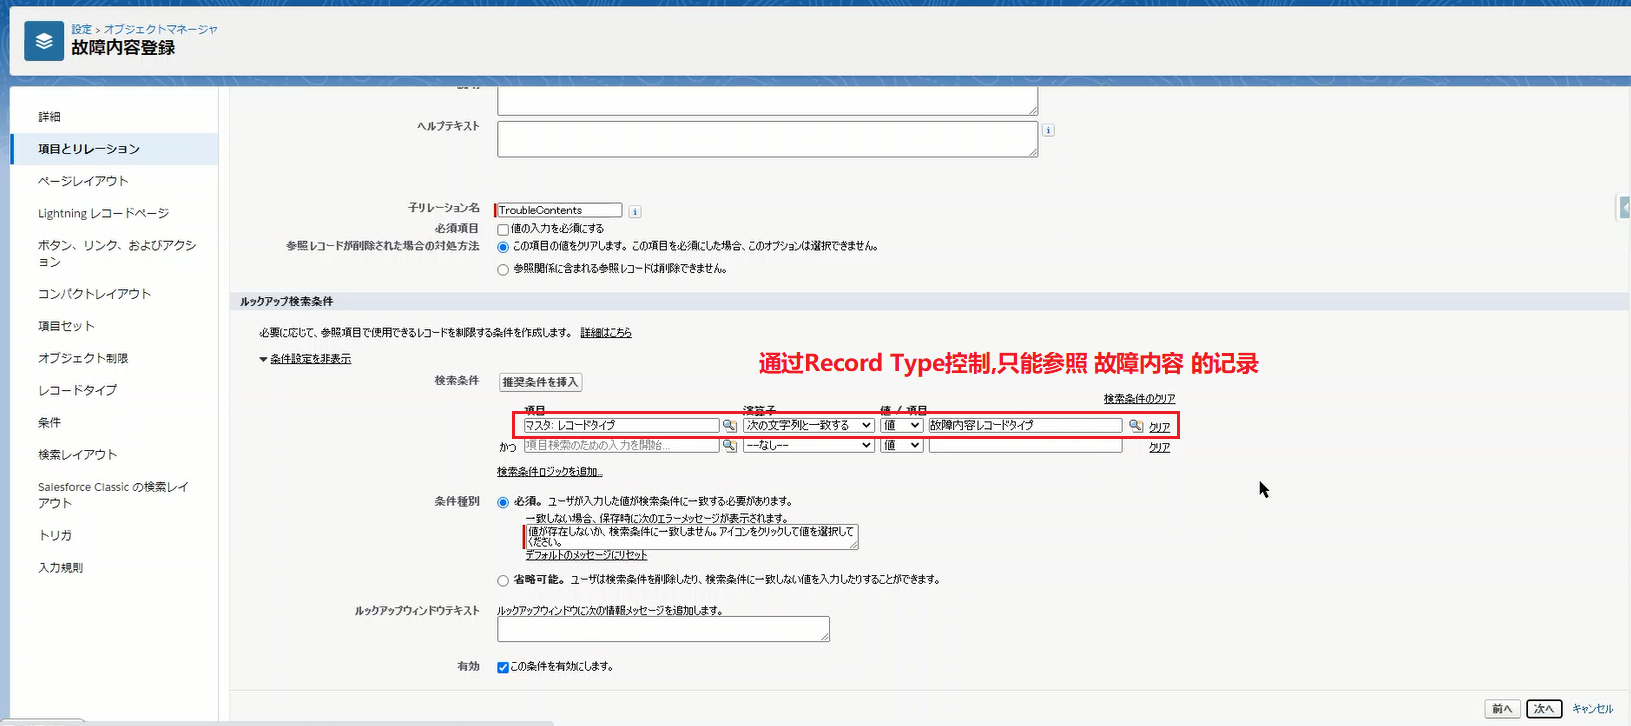 設定 > オブジェクトマネージャ
故障内容登録
詳細
項目とリレーション
ページレイアウト
Lightning レコードページ
ボタン、リンク、およびアクシ
ョン
コンパクトレイアウト
項目セット
オブジェクト制限
レコードタイプ
条件
検索レイアウト
Salesforce Classic の検索レイ
アウト
トリガ
入力規則
ヘルプテキスト
子リレーション名 TroubleContents
必須項目 値の入力を必須にする
参照レコードが削除された場合の対処方法 この項目の値をクリアします。この項目を必須にした場合、このオプションは選択できません。
参照関係に含まれる参照レコードは削除できません。
ルックアップ検索条件
必要に応じて、参照項目で使用できるレコードを制限する条件を作成します。 詳細はこちら
条件設定を非表示
通过Record Type控制,只能参照 故障内容 的记录
検索条件 推奨条件を挿入
検索条件のクリア
項目 演算子 値 / 項目
マスタ: レコードタイプ 次の文字列と一致する 値 故障内容レコードタイプ クリア
かつ 項目検索のための入力を開始... --なし-- 値 クリア
検索条件ロジックを追加...
条件種別 必須。 ユーザが入力した値が検索条件に一致する必要があります。
一致しない場合、保存時に次のエラーメッセージが表示されます。
値が存在しないか、検索条件に一致しません。アイコンをクリックして値を選択して
ください。
デフォルトのメッセージにリセット
省略可能。 ユーザは検索条件を削除したり、検索条件に一致しない値を入力したりすることができます。
ルックアップウィンドウテキスト ルックアップウィンドウに次の情報メッセージを追加します。
有効 この条件を有効にします。
前へ 次へ キャンセル